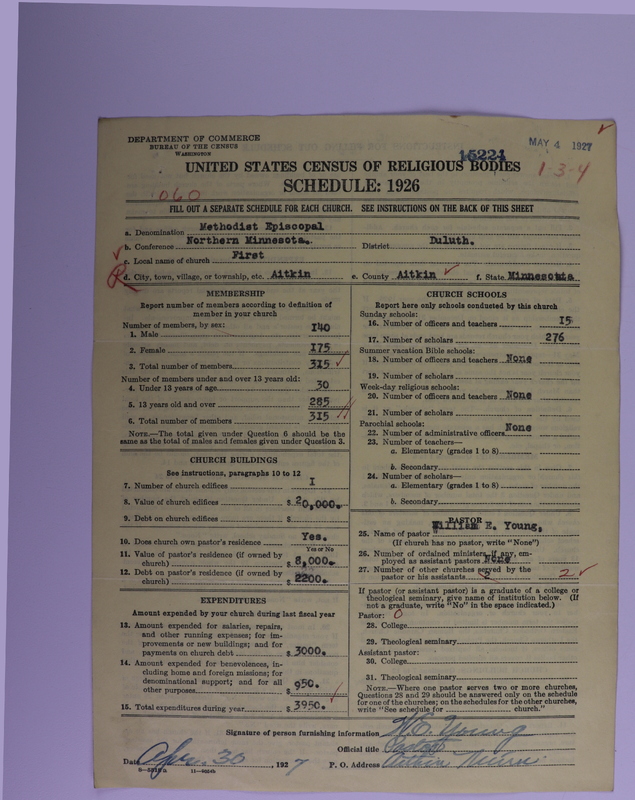 DEPARTMENT OF COMMERCE
BUREAU OF THE CENSUS
WASHINGTON
15224
MAY 4 1927
1-3-4
UNITED STATES CENSUS OF RELIGIOUS BODIES
SCHEDULE: 1926
060
FILL OUT A SEPARATE SCHEDULE FOR EACH CHURCH. SEE INSTRUCTIONS ON THE BACK OF THIS SHEET
a. Denomination Methodist Episcopal
b. Conference Northern Minnesota. District Duluth.
c. Local name of church First
d. City, town, village, or township, etc. Aitkin e. County Aitkin f. State Minnesota
MEMBERSHIP
Report number of members according to definition of
member in your church
Number of members, by sex:
1. Male 140
2. Female 175
3. Total number of members 315
Number of members under and over 13 years old:
4. Under 13 years of age 30
5. 13 years old and over 285
6. Total number of members 315
NOTE.—The total given under Question 6 should be the
same as the total of males and females given under Question 3.
CHURCH BUILDINGS
See instructions, paragraphs 10 to 12
7. Number of church edifices I
8. Value of church edifices $20,000.
9. Debt on church edifices $
10. Does church own pastor's residence? Yes.
Yes or No
11. Value of pastor's residence (if owned by
church) $8,000.
12. Debt on pastor's residence (if owned by
church) $2200.
EXPENDITURES
Amount expended by your church during last fiscal year
13. Amount expended for salaries, repairs,
and other running expenses; for im-
provements or new buildings; and for
payments on church debt $3000.
14. Amount expended for benevolences, in-
cluding home and foreign missions; for
denominational support; and for all
other purposes $950.
15. Total expenditures during year $3950.
CHURCH SCHOOLS
Report here only schools conducted by this church
Sunday schools:
16. Number of officers and teachers 15
17. Number of scholars 276
Summer vacation Bible schools:
18. Number of officers and teachers None
19. Number of scholars
Week-day religious schools:
20. Number of officers and teachers None
21. Number of scholars
Parochial schools:
22. Number of administrative officers None
23. Number of teachers—
a. Elementary (grades 1 to 8)
b. Secondary
24. Number of scholars—
a. Elementary (grades 1 to 8)
b. Secondary
PASTOR
25. Name of pastor William E. Young,
(If church has no pastor, write "None")
26. Number of ordained ministers, if any, em-
ployed as assistant pastors None
27. Number of other churches served by the
pastor or his assistants 2 2
If pastor (or assistant pastor) is a graduate of a college or
theological seminary, give name of institution below. (If
not a graduate, write "No" in the space indicated.)
Pastor: 0
28. College
29. Theological seminary
Assistant pastor:
30. College
31. Theological seminary
NOTE.—Where one pastor serves two or more churches,
Questions 28 and 29 should be answered only on the schedule
for one of the churches; on the schedules for the other churches,
write "See schedule for church."
Signature of person furnishing information W. E. Young
Official title Pastor
Date Apr. 30, 1927 P. O. Address Aitkin Minn.